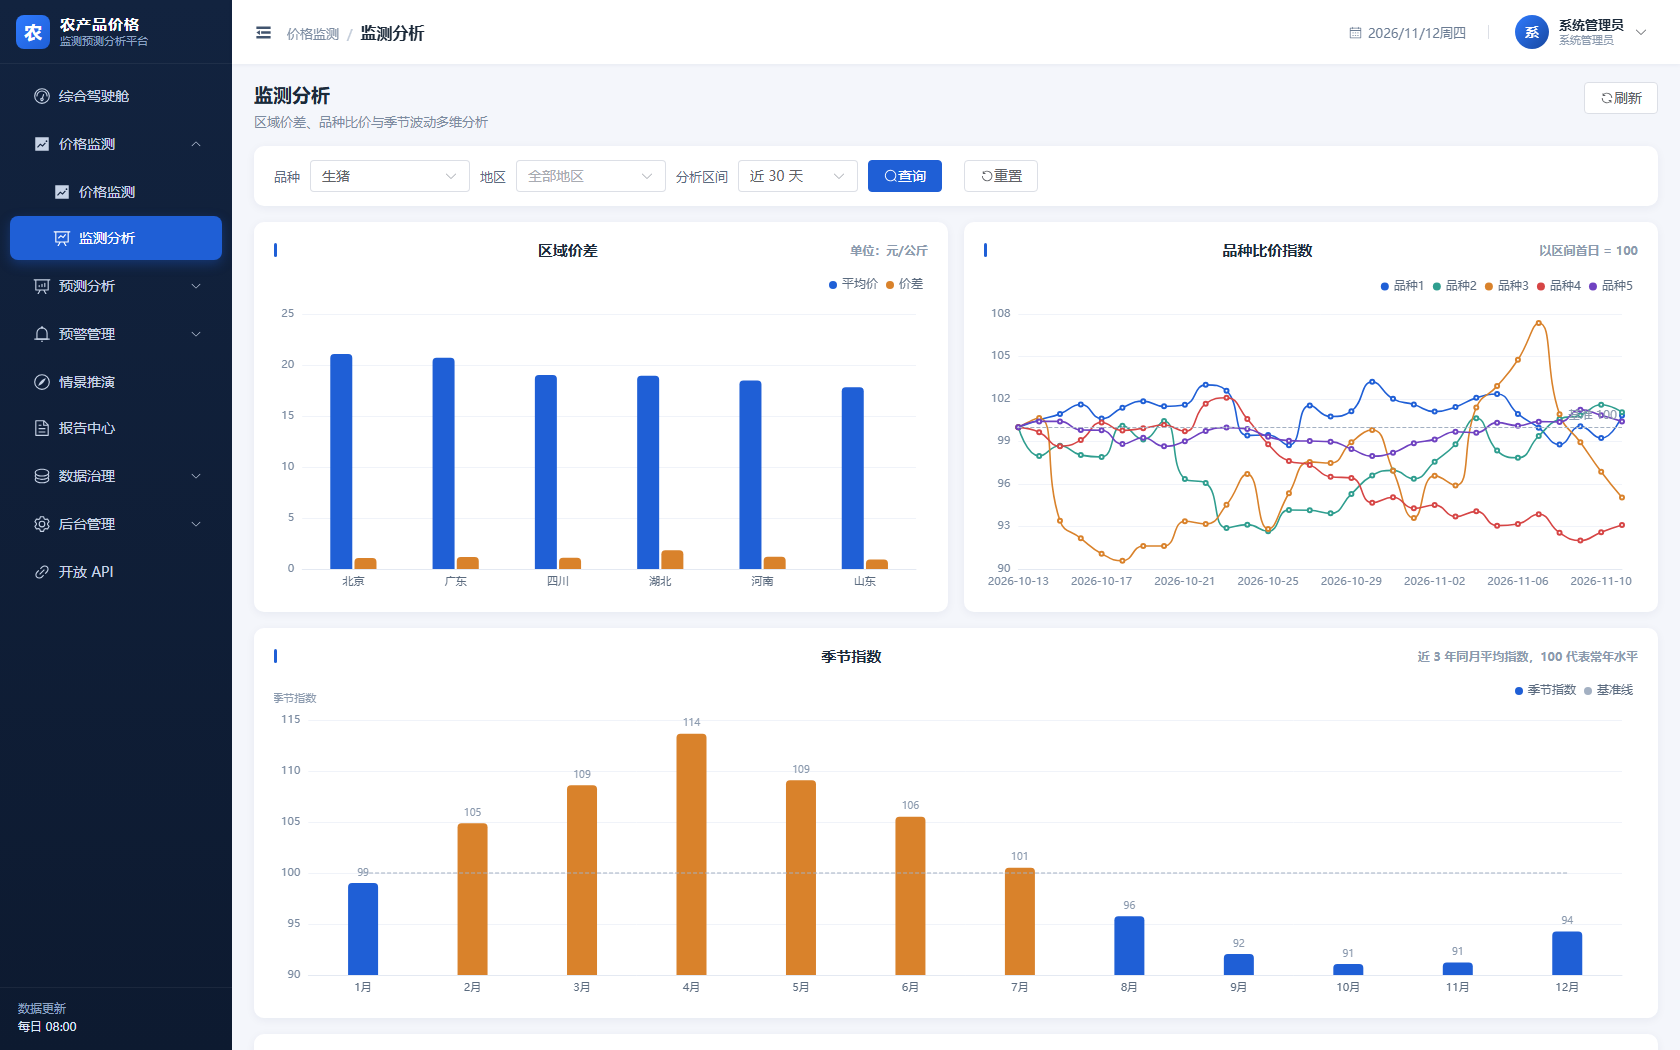 农
农产品价格
监测预测分析平台
综合驾驶舱
价格监测
价格监测
监测分析
预测分析
预警管理
情景推演
报告中心
数据治理
后台管理
开放 API
数据更新
每日 08:00
价格监测 / 监测分析
2026/11/12周四
系
系统管理员
系统管理员
监测分析
区域价差、品种比价与季节波动多维分析
刷新
品种 生猪 地区 全部地区 分析区间 近 30 天 查询 重置
区域价差
单位：元/公斤
平均价 价差
25
20
15
10
5
0
北京 广东 四川 湖北 河南 山东
品种比价指数
以区间首日 = 100
品种1 品种2 品种3 品种4 品种5
108
105
102
99
96
93
90
基准 100
2026-10-13 2026-10-17 2026-10-21 2026-10-25 2026-10-29 2026-11-02 2026-11-06 2026-11-10
季节指数
近 3 年同月平均指数，100 代表常年水平
季节指数 基准线
季节指数
115
110
105
100
95
90
99 105 109 114 109 106 101 96 92 91 91 94
1月 2月 3月 4月 5月 6月 7月 8月 9月 10月 11月 12月